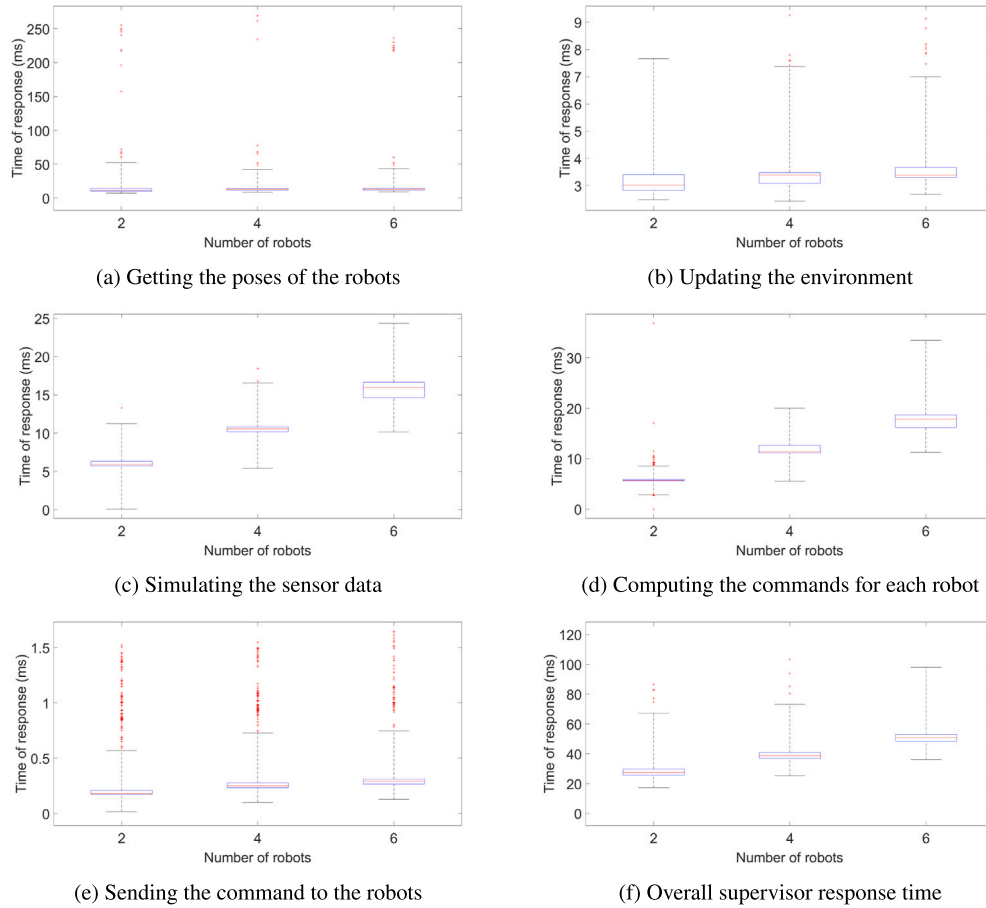 250
200
150
100
50
0
Time of response (ms)
2 4 6
Number of robots
(a) Getting the poses of the robots
9
8
7
6
5
4
3
Time of response (ms)
2 4 6
Number of robots
(b) Updating the environment
25
20
15
10
5
0
Time of response (ms)
2 4 6
Number of robots
(c) Simulating the sensor data
30
20
10
0
Time of response (ms)
2 4 6
Number of robots
(d) Computing the commands for each robot
1.5
1
0.5
0
Time of response (ms)
2 4 6
Number of robots
(e) Sending the command to the robots
120
100
80
60
40
20
0
Time of response (ms)
2 4 6
Number of robots
(f) Overall supervisor response time